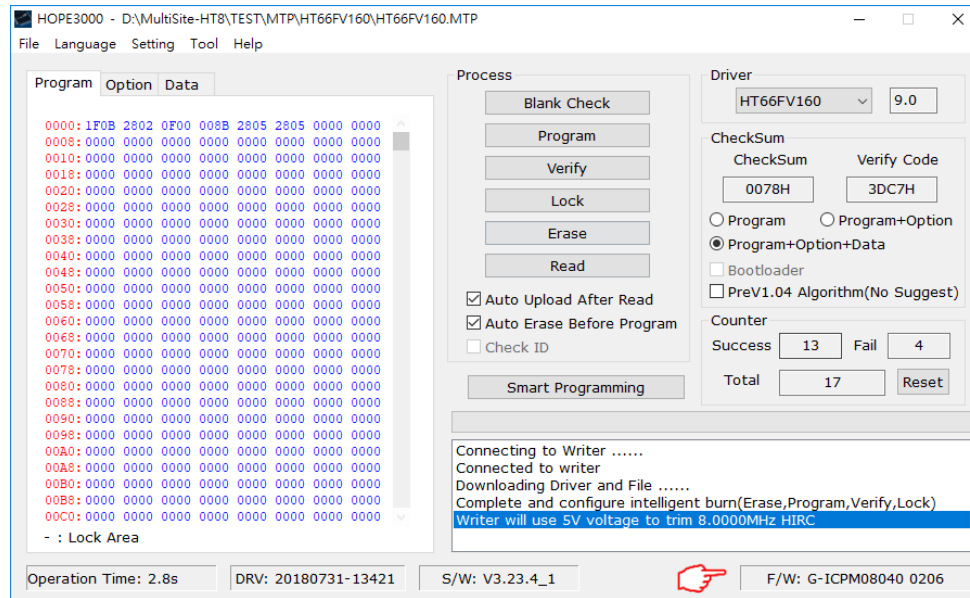 HOPE3000 - D:\MultiSite-HT8\TEST\MTP\HT66FV160\HT66FV160.MTP
File Language Setting Tool Help
Program Option Data
0000: 1F0B 2802 0F00 008B 2805 2805 0000 0000
0008: 0000 0000 0000 0000 0000 0000 0000 0000
0010: 0000 0000 0000 0000 0000 0000 0000 0000
0018: 0000 0000 0000 0000 0000 0000 0000 0000
0020: 0000 0000 0000 0000 0000 0000 0000 0000
0028: 0000 0000 0000 0000 0000 0000 0000 0000
0030: 0000 0000 0000 0000 0000 0000 0000 0000
0038: 0000 0000 0000 0000 0000 0000 0000 0000
0040: 0000 0000 0000 0000 0000 0000 0000 0000
0048: 0000 0000 0000 0000 0000 0000 0000 0000
0050: 0000 0000 0000 0000 0000 0000 0000 0000
0058: 0000 0000 0000 0000 0000 0000 0000 0000
0060: 0000 0000 0000 0000 0000 0000 0000 0000
0068: 0000 0000 0000 0000 0000 0000 0000 0000
0070: 0000 0000 0000 0000 0000 0000 0000 0000
0078: 0000 0000 0000 0000 0000 0000 0000 0000
0080: 0000 0000 0000 0000 0000 0000 0000 0000
0088: 0000 0000 0000 0000 0000 0000 0000 0000
0090: 0000 0000 0000 0000 0000 0000 0000 0000
0098: 0000 0000 0000 0000 0000 0000 0000 0000
00A0: 0000 0000 0000 0000 0000 0000 0000 0000
00A8: 0000 0000 0000 0000 0000 0000 0000 0000
00B0: 0000 0000 0000 0000 0000 0000 0000 0000
00B8: 0000 0000 0000 0000 0000 0000 0000 0000
00C0: 0000 0000 0000 0000 0000 0000 0000 0000
- : Lock Area
Process
Blank Check
Program
Verify
Lock
Erase
Read
Auto Upload After Read
Auto Erase Before Program
Check ID
Smart Programming
Driver
HT66FV160 9.0
CheckSum
CheckSum Verify Code
0078H 3DC7H
Program Program+Option
Program+Option+Data
Bootloader
PreV1.04 Algorithm(No Suggest)
Counter
Success 13 Fail 4
Total 17 Reset
Connecting to Writer ......
Connected to writer
Downloading Driver and File ......
Complete and configure intelligent burn(Erase,Program,Verify,Lock)
Writer will use 5V voltage to trim 8.0000MHz HIRC
Operation Time: 2.8s DRV: 20180731-13421 S/W: V3.23.4_1 F/W: G-ICPM08040 0206